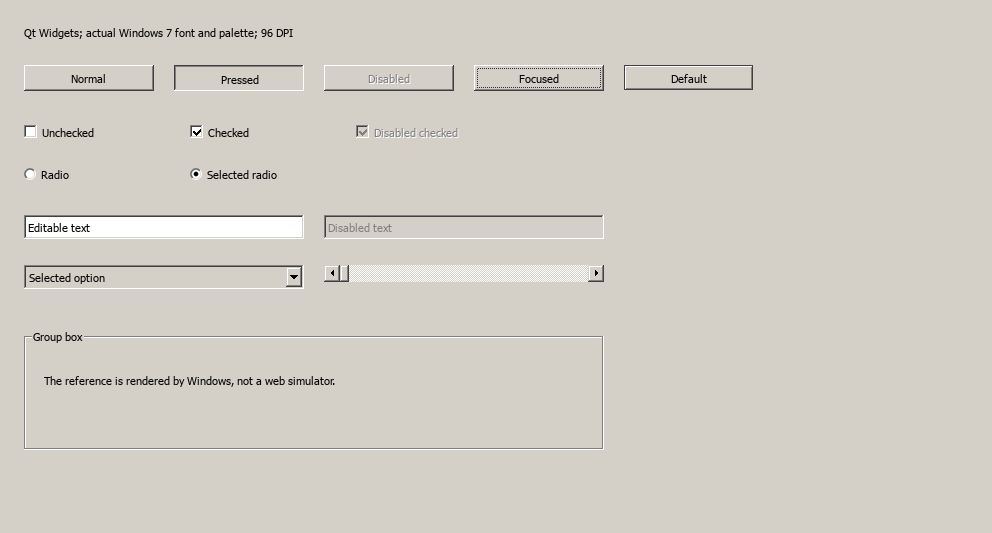 Qt Widgets; actual Windows 7 font and palette; 96 DPI
Normal Pressed Disabled Focused Default
Unchecked Checked Disabled checked
Radio Selected radio
Editable text Disabled text
Selected option
Group box
The reference is rendered by Windows, not a web simulator.